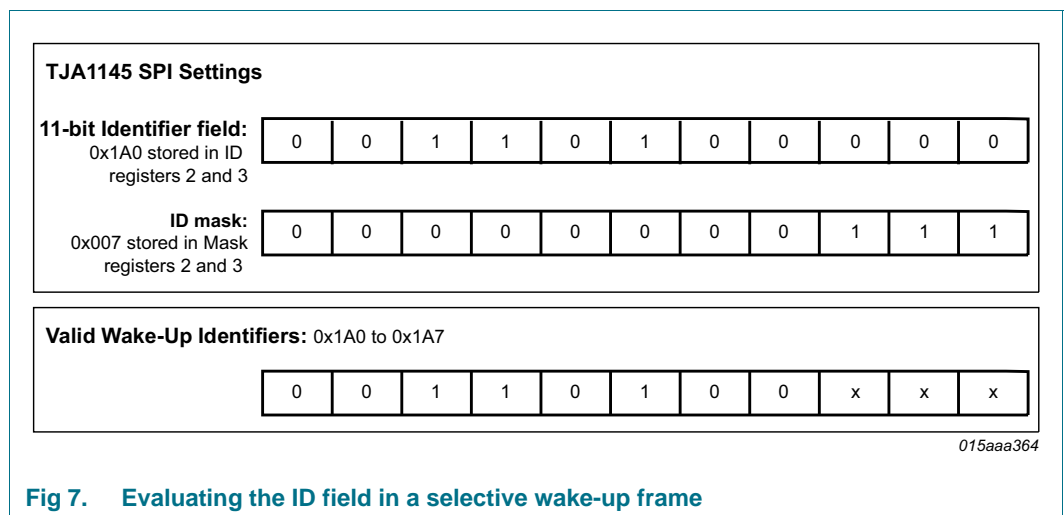 TJA1145 SPI Settings
11-bit Identifier field:
0x1A0 stored in ID
registers 2 and 3
0 0 1 1 0 1 0 0 0 0 0
ID mask:
0x007 stored in Mask
registers 2 and 3
0 0 0 0 0 0 0 0 1 1 1
Valid Wake-Up Identifiers: 0x1A0 to 0x1A7
0 0 1 1 0 1 0 0 x x x
015aaa364
Fig 7. Evaluating the ID field in a selective wake-up frame